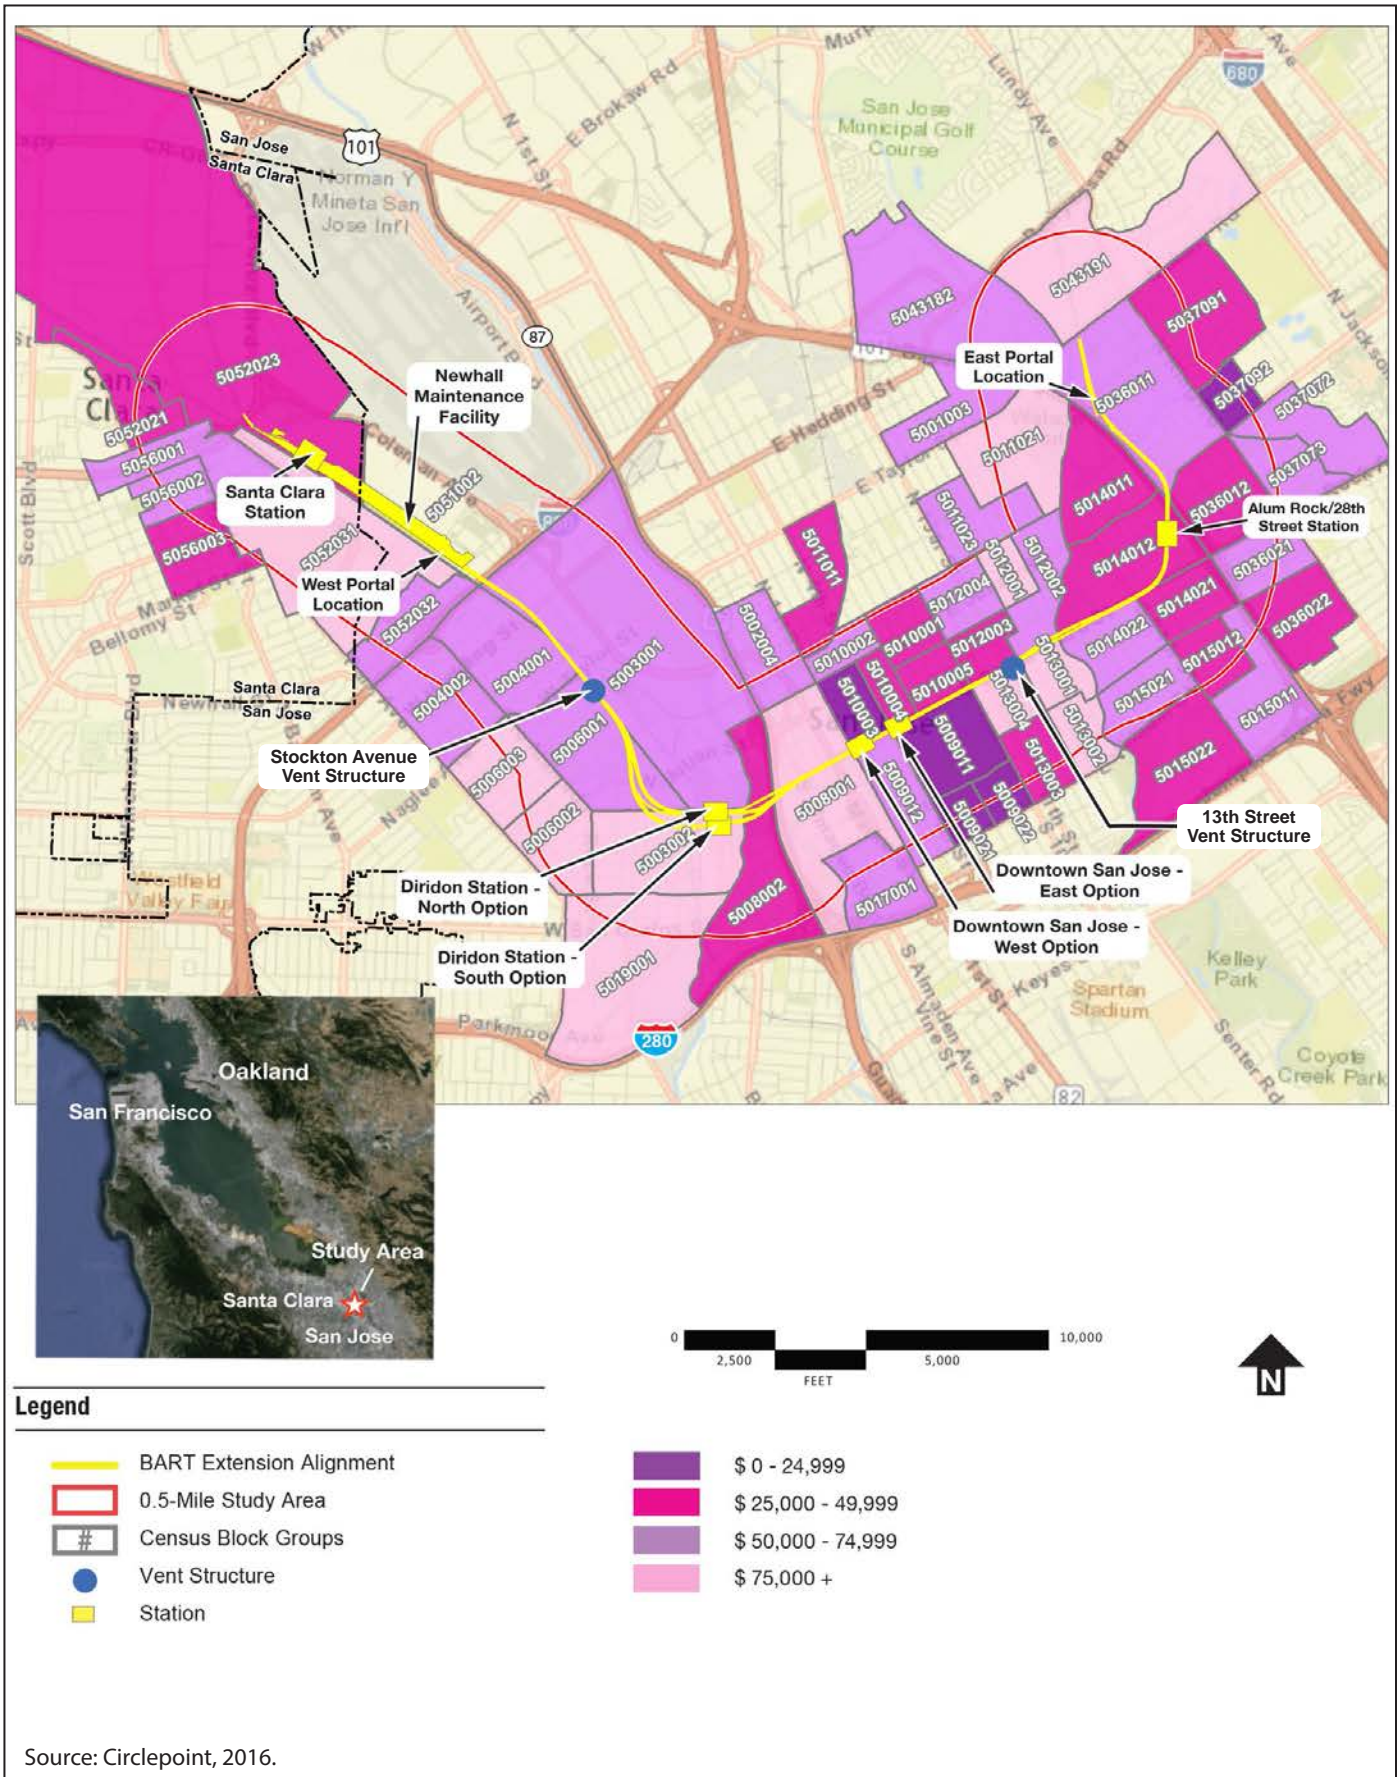 San Jose
Santa Clara
101
Norman Y
Mineta San
Jose Int'l
N 1st St
E Brokaw Rd
Lundy Ave
San Jose
Municipal Golf
Course
680
Airport B
87
E Hedding St
E Taylor
N Jackson
Coleman A
Scott Blvd
Bellomy St
Santa Clara
San Jose
Santa
Clara
5052023
5052021
5056001
5056002
5056003
5052031
5051002
5052032
5004002
5004001
5003001
5006001
5006003
5006002
5003002
5019001
5008002
5008001
5002004
5011011
5010002
5010001
5012004
5012003
5010003
5010004
5010005
5009011
5009012
5009021
5009022
5017001
5013004
5013003
5013001
5013002
5012001
5012002
5011023
5011021
5001003
5043182
5043191
5037091
5037092
5037072
5037073
5036011
5036012
5036021
5036022
5014011
5014012
5014021
5014022
5015012
5015021
5015011
5015022
Newhall
Maintenance
Facility
Santa Clara
Station
West Portal
Location
East Portal
Location
Alum Rock/28th
Street Station
Stockton Avenue
Vent Structure
Diridon Station -
North Option
Diridon Station -
South Option
13th Street
Vent Structure
Downtown San Jose -
East Option
Downtown San Jose -
West Option
Westfield
Valley Fair
280
S Almaden Ave
Vine St
Keyes
Spartan
Stadium
Kelley
Park
Senter Rd
Coyote
Creek Park
82
Oakland
San Francisco
Study Area
Santa Clara
San Jose
0
2,500
5,000
10,000
FEET
N
Legend
BART Extension Alignment
0.5-Mile Study Area
# Census Block Groups
Vent Structure
Station
$ 0 - 24,999
$ 25,000 - 49,999
$ 50,000 - 74,999
$ 75,000 +
Source: Circlepoint, 2016.